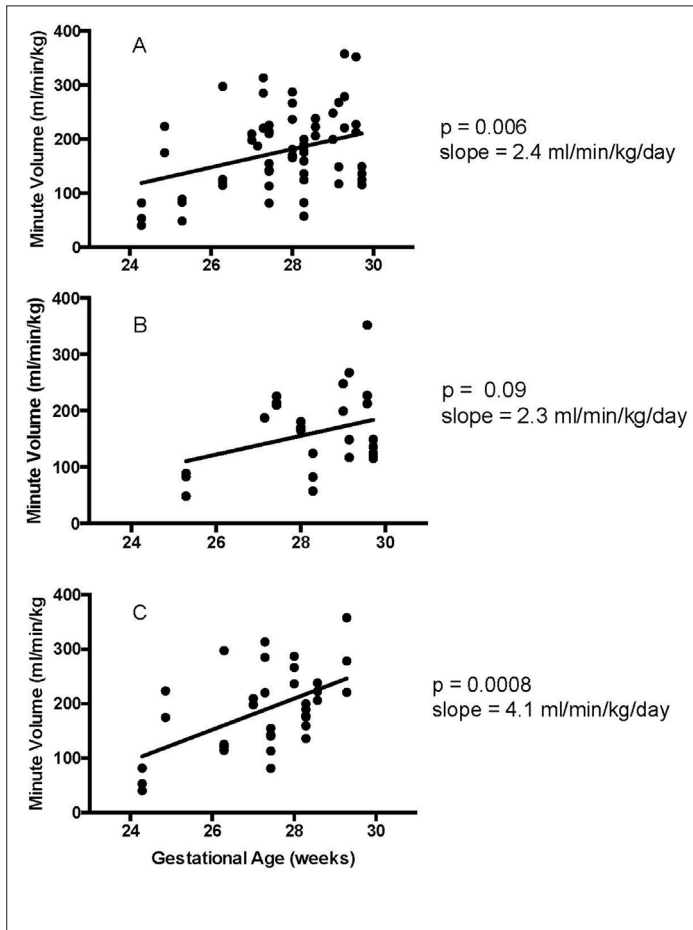 A
400
300
200
100
0
Minute Volume (ml/min/kg)
24 26 28 30
p = 0.006
slope = 2.4 ml/min/kg/day
B
400
300
200
100
0
Minute Volume (ml/min/kg)
24 26 28 30
p = 0.09
slope = 2.3 ml/min/kg/day
C
400
300
200
100
0
Minute Volume (ml/min/kg)
24 26 28 30
Gestational Age (weeks)
p = 0.0008
slope = 4.1 ml/min/kg/day